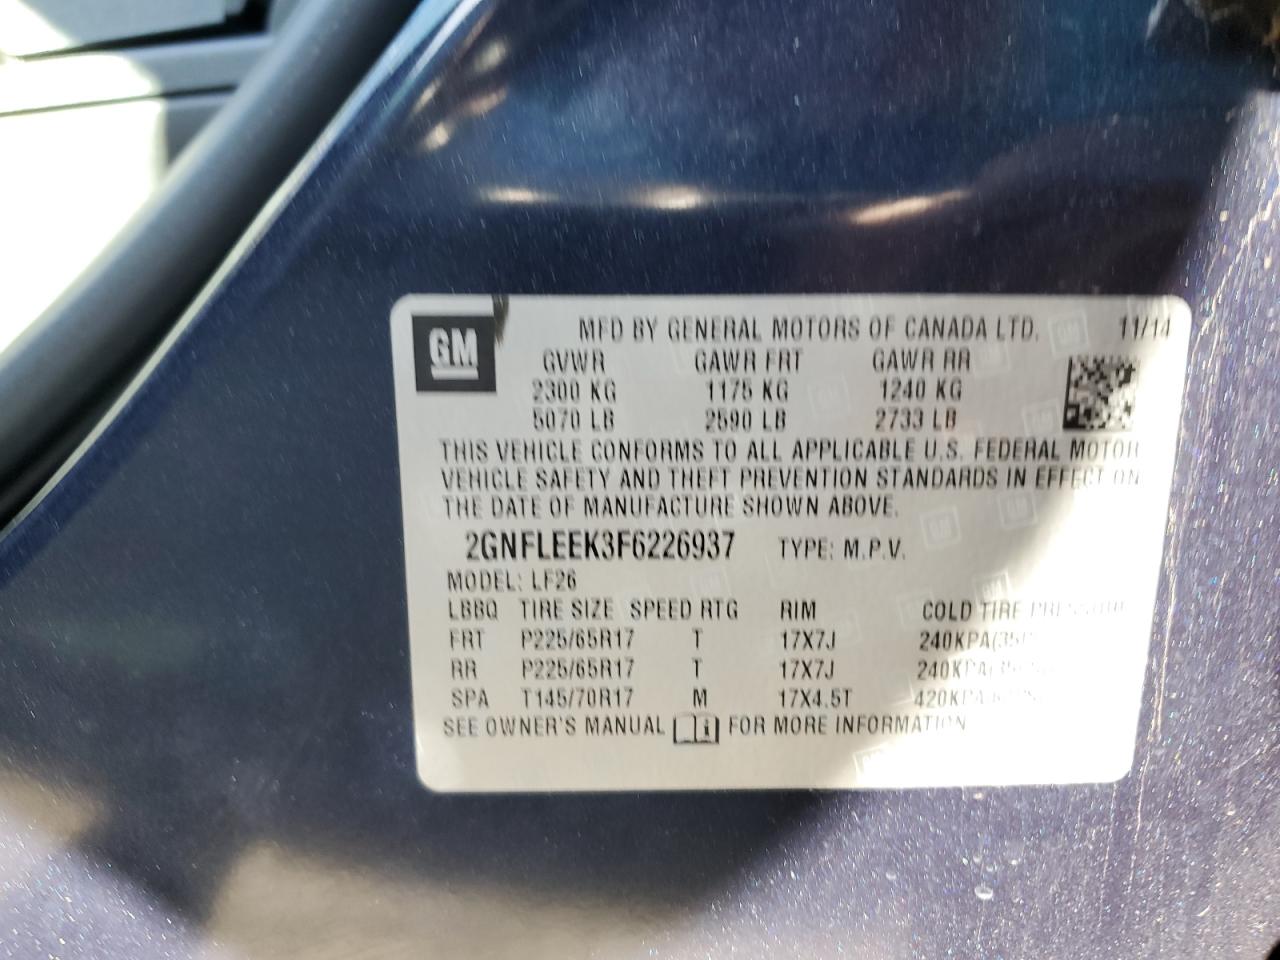 GM
MFD BY GENERAL MOTORS OF CANADA LTD. 11/14
GVWR GAWR FRT GAWR RR
2300 KG 1175 KG 1240 KG
5070 LB 2590 LB 2733 LB
THIS VEHICLE CONFORMS TO ALL APPLICABLE U.S. FEDERAL MOTOR
VEHICLE SAFETY AND THEFT PREVENTION STANDARDS IN EFFECT ON
THE DATE OF MANUFACTURE SHOWN ABOVE.
2GNFLEEK3F6226937 TYPE: M.P.V.
MODEL: LF26
LBBQ TIRE SIZE SPEED RTG RIM COLD TIRE PRESSURE
FRT P225/65R17 T 17X7J 240KPA(35
RR P225/65R17 T 17X7J 240KPA(35
SPA T145/70R17 M 17X4.5T 420KPA
SEE OWNER'S MANUAL FOR MORE INFORMATION